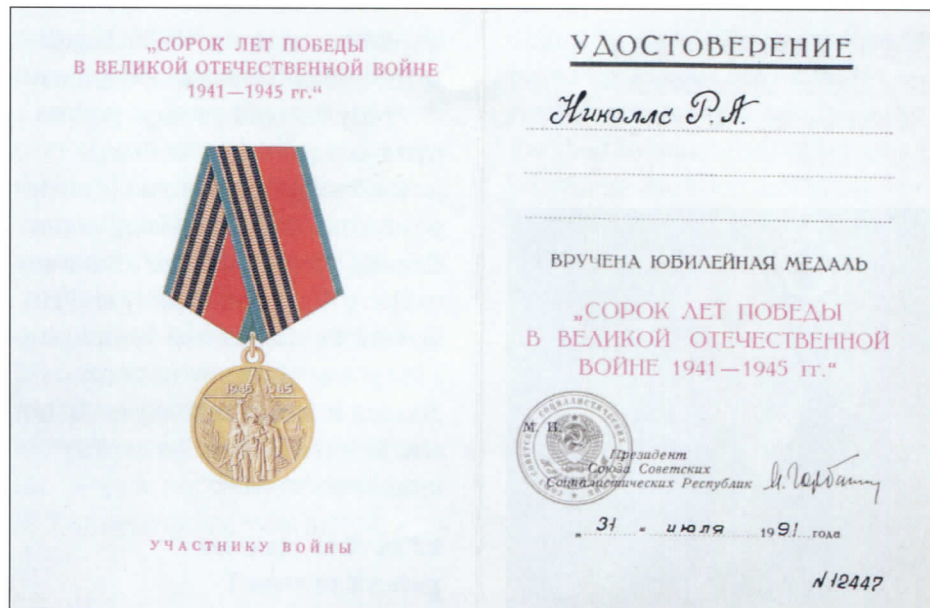 „СОРОК ЛЕТ ПОБЕДЫ
В ВЕЛИКОЙ ОТЕЧЕСТВЕННОЙ ВОЙНЕ
1941—1945 гг.“
1945 1985
УЧАСТНИКУ ВОЙНЫ
УДОСТОВЕРЕНИЕ
Николлс Р. А.
ВРУЧЕНА ЮБИЛЕЙНАЯ МЕДАЛЬ
„СОРОК ЛЕТ ПОБЕДЫ
В ВЕЛИКОЙ ОТЕЧЕСТВЕННОЙ
ВОЙНЕ 1941—1945 гг.“
М. П.
Президент
Союза Советских
Социалистических Республик М. Горбачев
„31“ июля 1991 года
N 12447